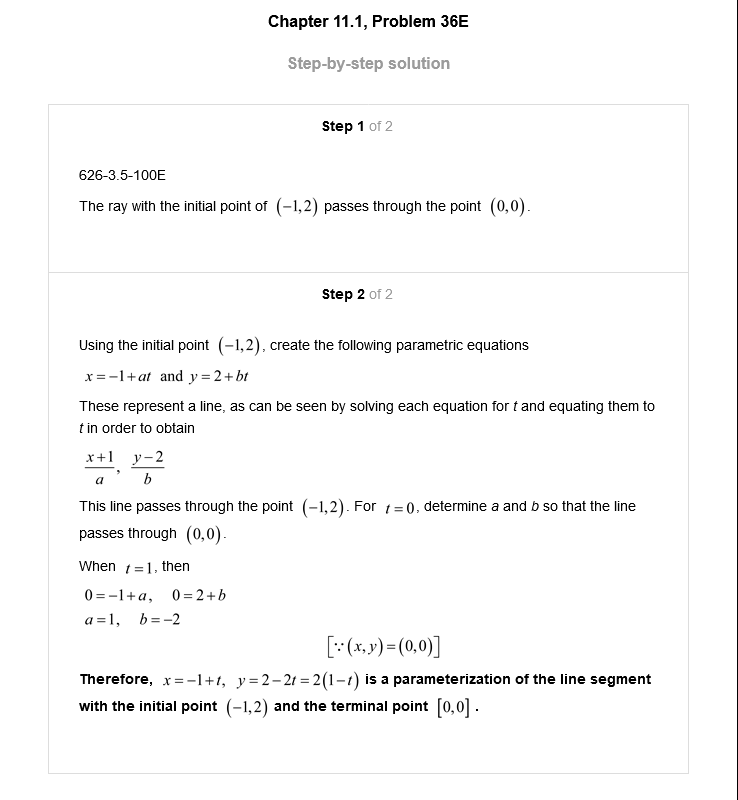 Chapter 11.1, Problem 36E
Step-by-step solution
Step 1 of 2
626-3.5-100E
The ray with the initial point of (−1,2) passes through the point (0,0).
Step 2 of 2
Using the initial point (−1,2), create the following parametric equations
x = −1 + at and y = 2 + bt
These represent a line, as can be seen by solving each equation for t and equating them to
t in order to obtain
x+1 / a , y−2 / b
This line passes through the point (−1,2). For t = 0, determine a and b so that the line
passes through (0,0).
When t = 1, then
0 = −1 + a, 0 = 2 + b
a = 1, b = −2
[∵ (x, y) = (0,0)]
Therefore, x = −1 + t, y = 2 − 2t = 2(1 − t) is a parameterization of the line segment
with the initial point (−1,2) and the terminal point [0,0].